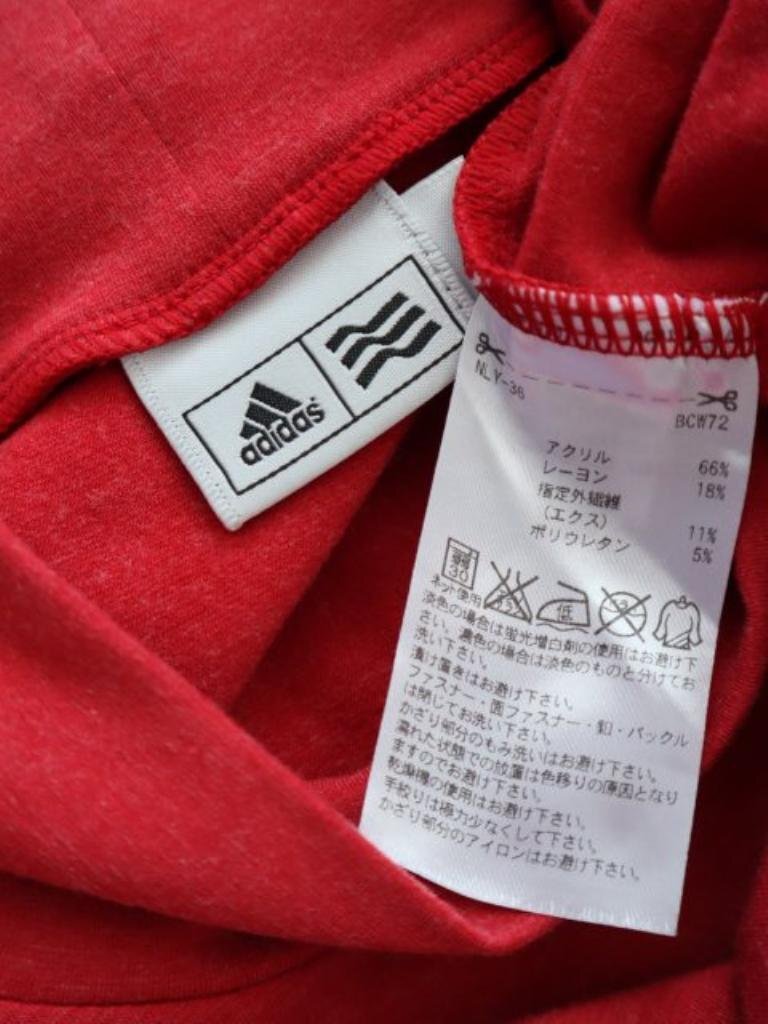 adidas
NLY-36
BCW72
アクリル 66%
レーヨン 18%
指定外繊維
(エクス) 11%
ポリウレタン 5%
30
低
ネット使用
淡色の場合は蛍光増白剤の使用はお避け下
さい。濃色の場合は淡色のものと分けてお
洗い下さい。
漬け置きはお避け下さい。
ファスナー・面ファスナー・釦・バックル
は閉じてお洗い下さい。
かざり部分のもみ洗いはお避け下さい。
濡れた状態での放置は色移りの原因となり
ますのでお避け下さい。
乾燥機の使用はお避け下さい。
手絞りは極力少なくして下さい。
かざり部分のアイロンはお避け下さい。